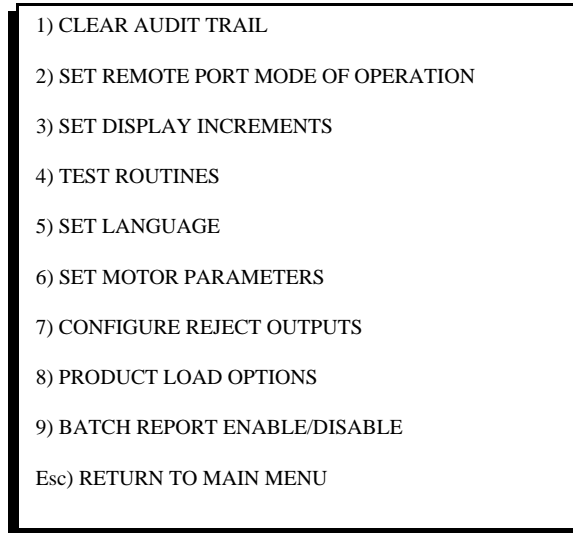 1) CLEAR AUDIT TRAIL
2) SET REMOTE PORT MODE OF OPERATION
3) SET DISPLAY INCREMENTS
4) TEST ROUTINES
5) SET LANGUAGE
6) SET MOTOR PARAMETERS
7) CONFIGURE REJECT OUTPUTS
8) PRODUCT LOAD OPTIONS
9) BATCH REPORT ENABLE/DISABLE
Esc) RETURN TO MAIN MENU